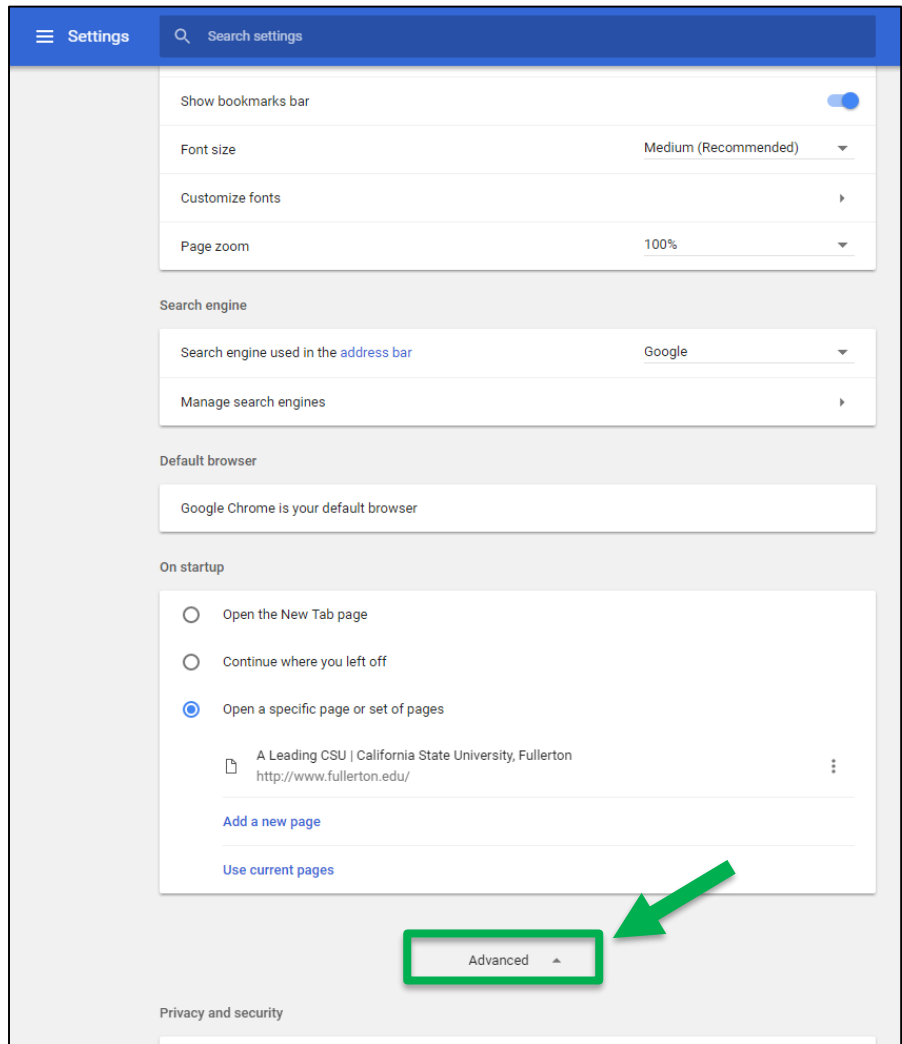 Settings
Search settings
Show bookmarks bar
Font size Medium (Recommended)
Customize fonts
Page zoom 100%
Search engine
Search engine used in the address bar Google
Manage search engines
Default browser
Google Chrome is your default browser
On startup
Open the New Tab page
Continue where you left off
Open a specific page or set of pages
A Leading CSU | California State University, Fullerton
http://www.fullerton.edu/
Add a new page
Use current pages
Advanced
Privacy and security